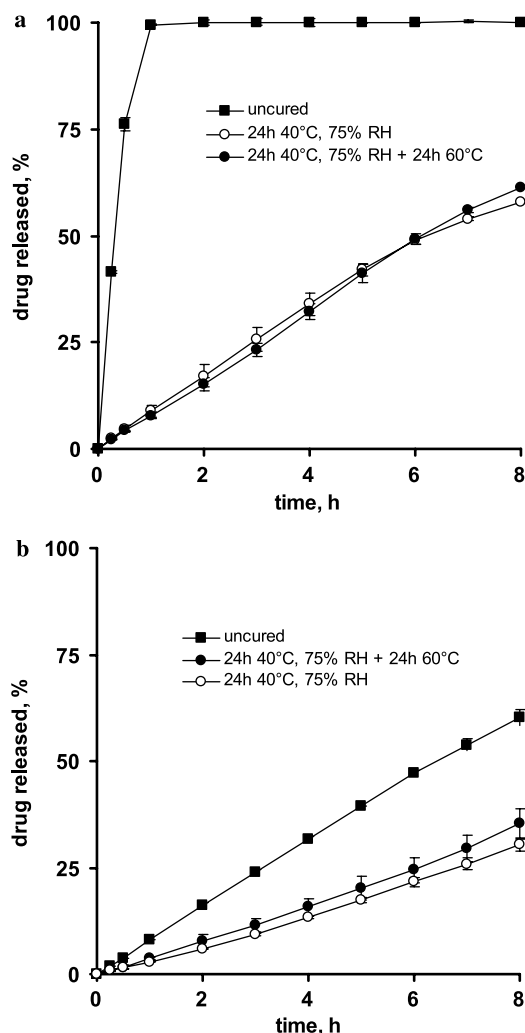 a
100
75
50
25
0
drug released, %
uncured
24h 40°C, 75% RH
24h 40°C, 75% RH + 24h 60°C
0 2 4 6 8
time, h
b
100
75
50
25
0
drug released, %
uncured
24h 40°C, 75% RH + 24h 60°C
24h 40°C, 75% RH
0 2 4 6 8
time, h